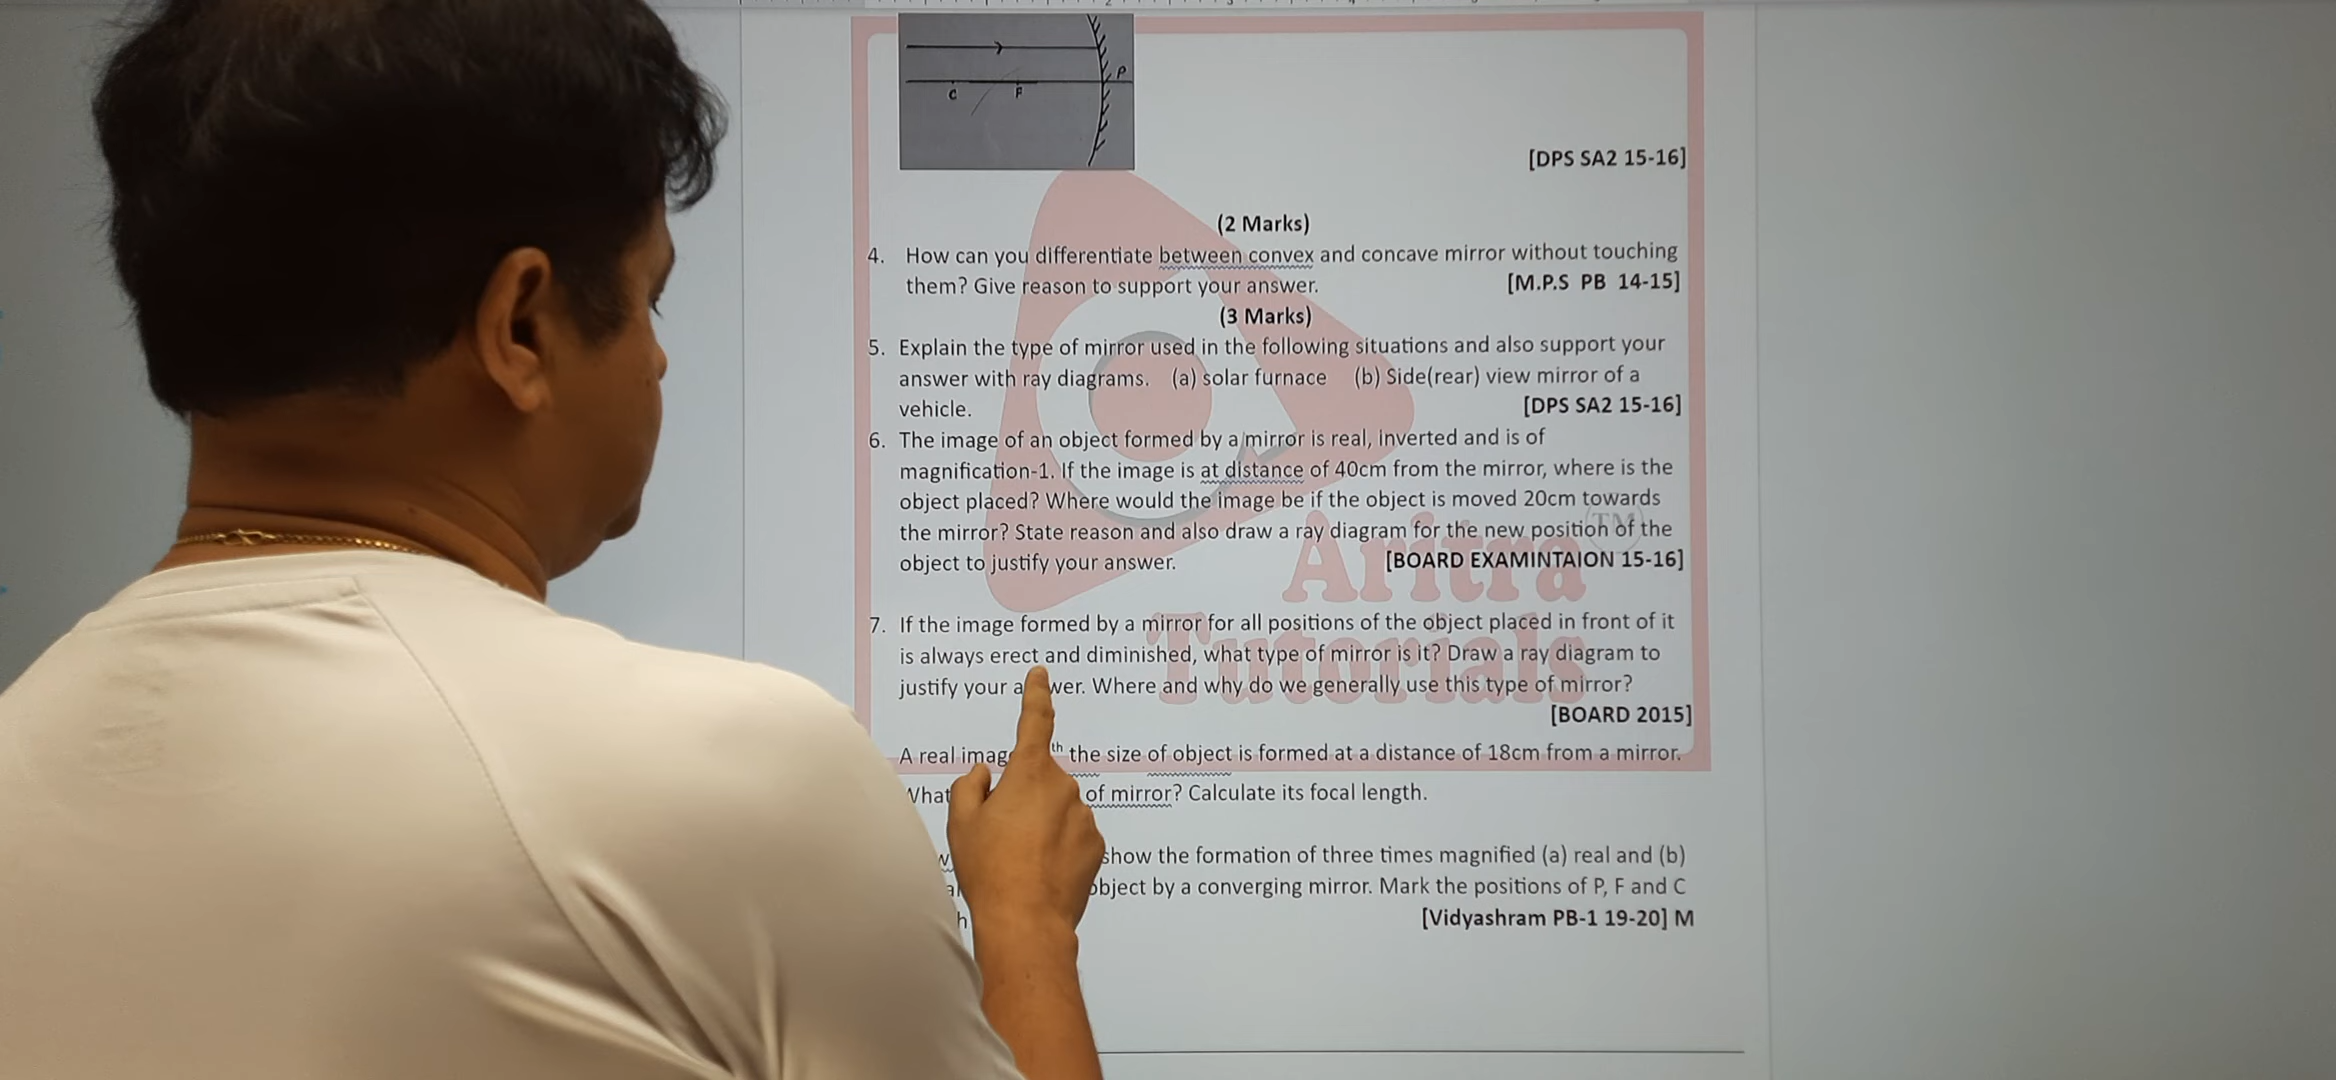 P
C F
[DPS SA2 15-16]
(2 Marks)
4. How can you differentiate between convex and concave mirror without touching
them? Give reason to support your answer. [M.P.S PB 14-15]
(3 Marks)
5. Explain the type of mirror used in the following situations and also support your
answer with ray diagrams. (a) solar furnace (b) Side(rear) view mirror of a
vehicle. [DPS SA2 15-16]
6. The image of an object formed by a mirror is real, inverted and is of
magnification-1. If the image is at distance of 40cm from the mirror, where is the
object placed? Where would the image be if the object is moved 20cm towards
the mirror? State reason and also draw a ray diagram for the new position of the
object to justify your answer. [BOARD EXAMINTAION 15-16]
7. If the image formed by a mirror for all positions of the object placed in front of it
is always erect and diminished, what type of mirror is it? Draw a ray diagram to
justify your Where and why do we generally use this type of mirror?
[BOARD 2015]
A real th the size of object is formed at a distance of 18cm from a mirror.
of mirror? Calculate its focal length.
show the formation of three times magnified (a) real and (b)
object by a converging mirror. Mark the positions of P, F and C
[Vidyashram PB-1 19-20] M
Aritra TM
Tutorials